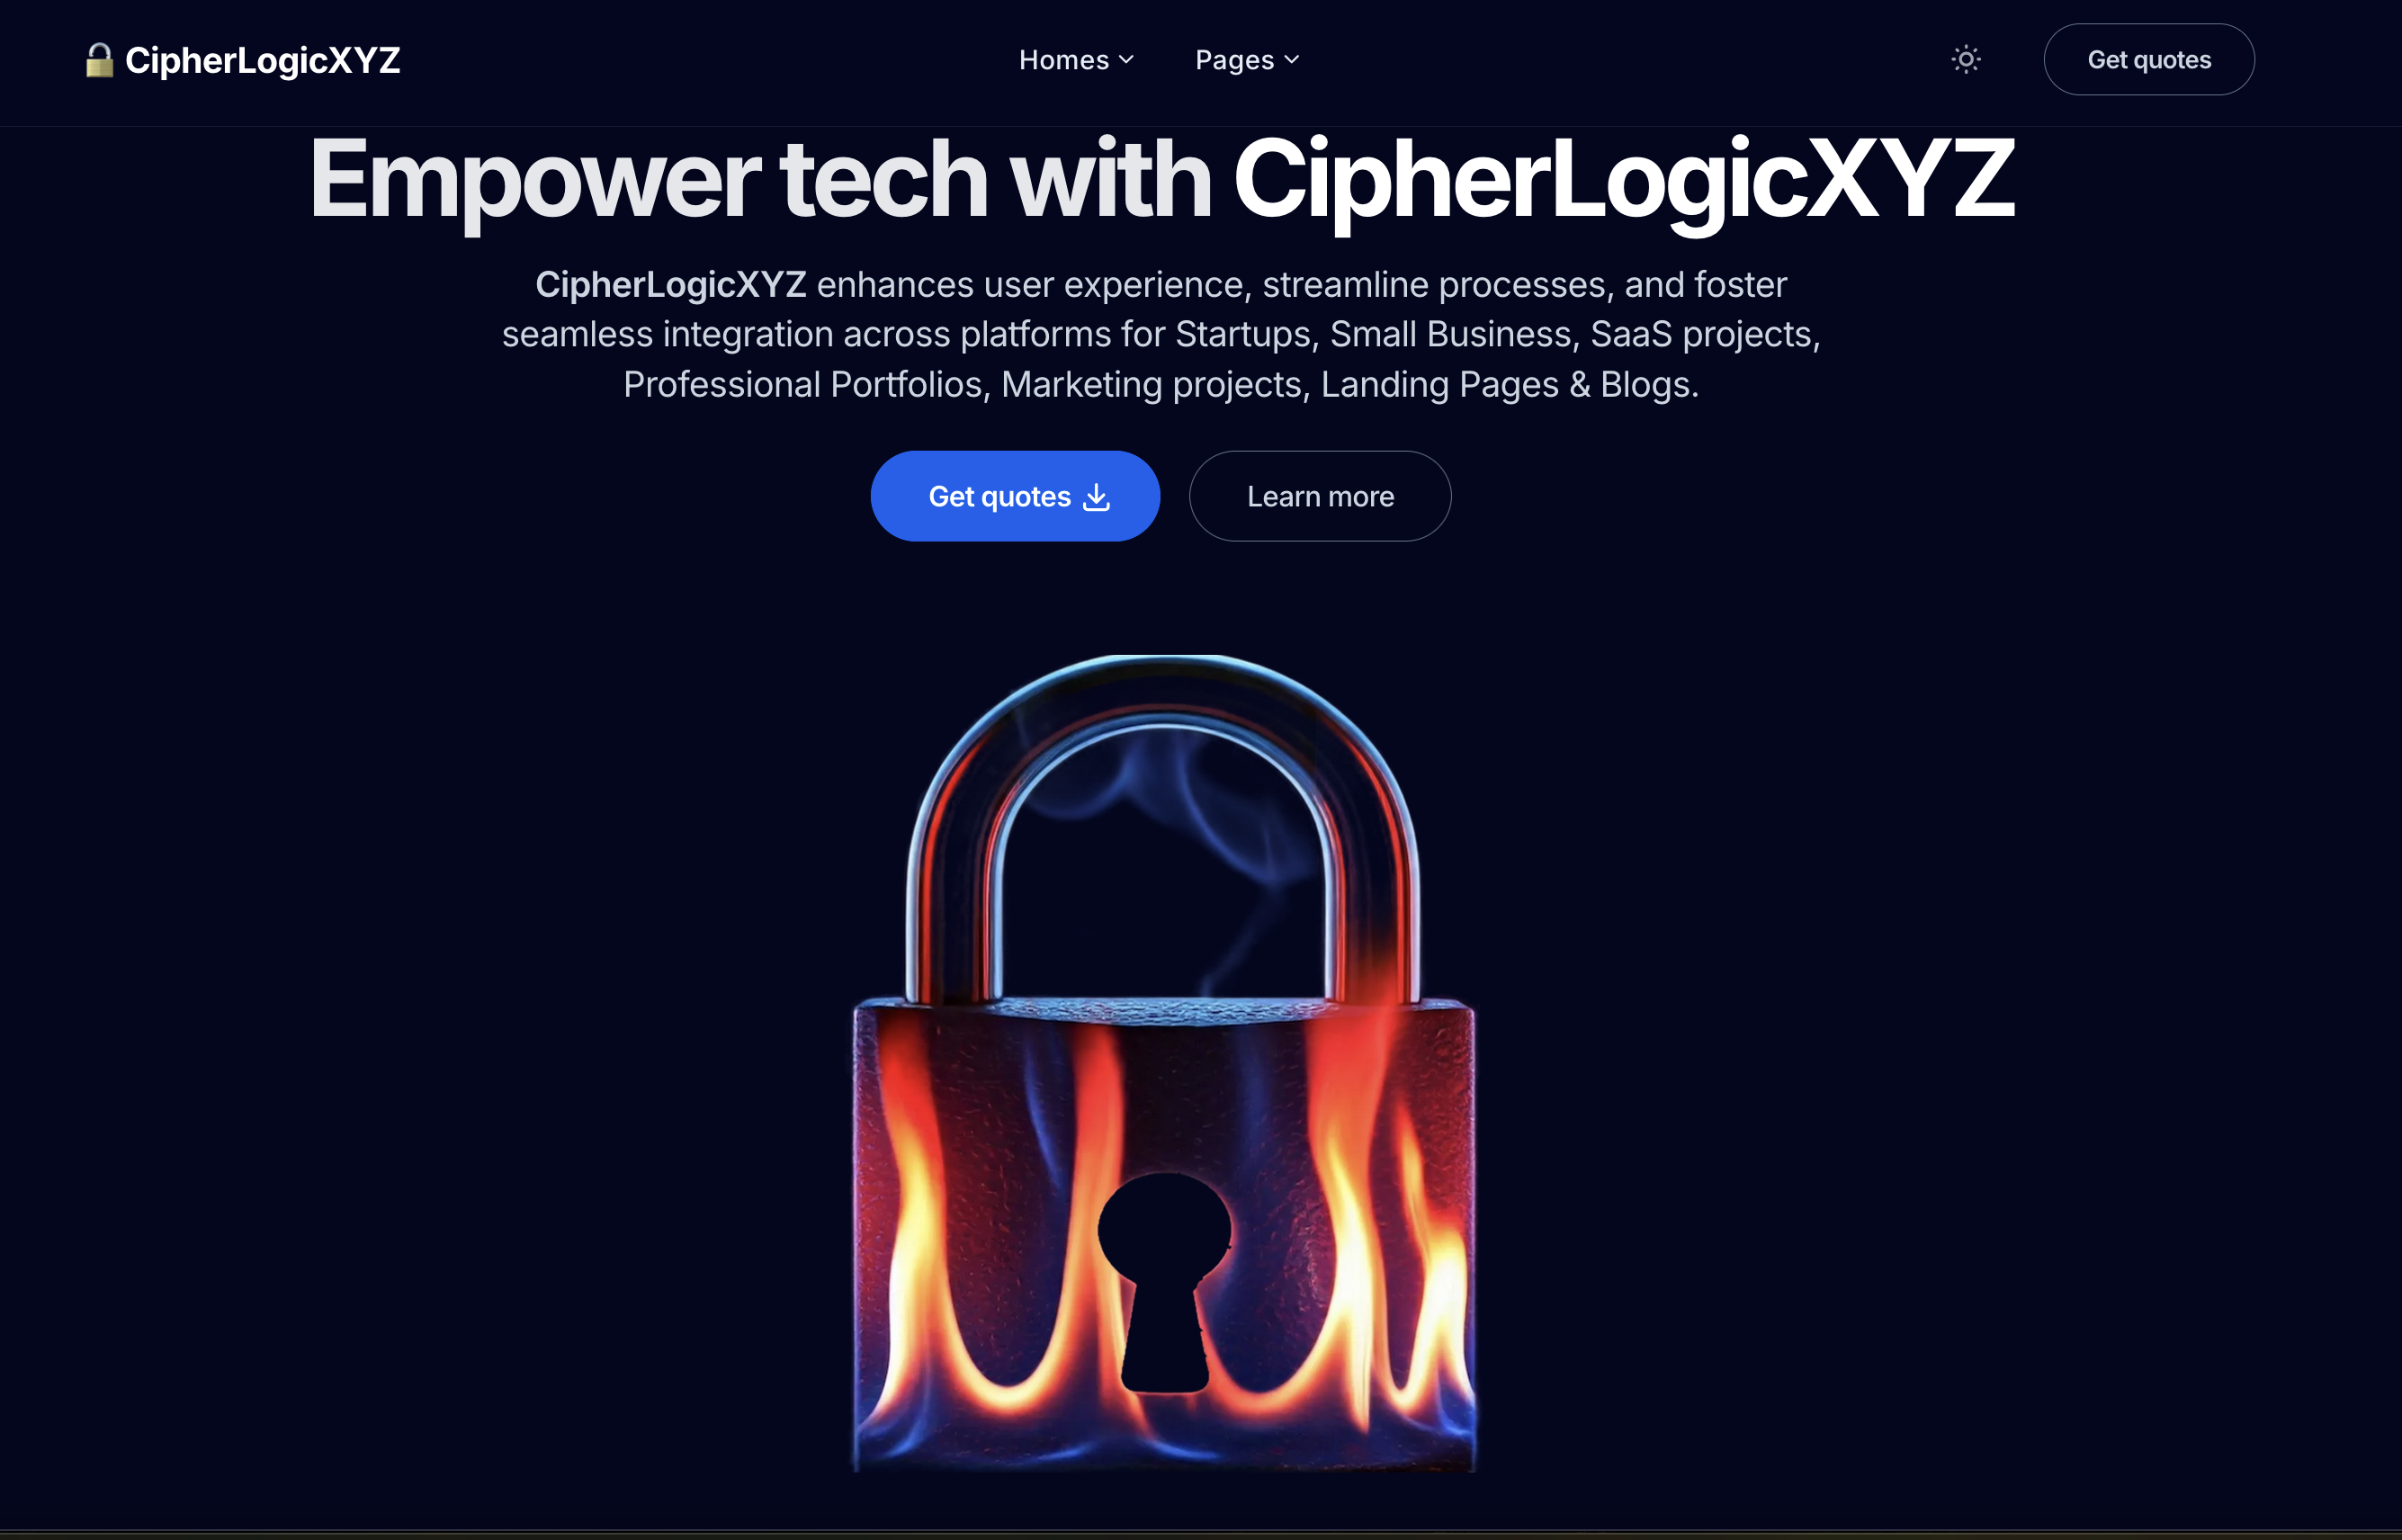 CipherLogicXYZ
Homes
Pages
Get quotes
Empower tech with CipherLogicXYZ
CipherLogicXYZ enhances user experience, streamline processes, and foster
seamless integration across platforms for Startups, Small Business, SaaS projects,
Professional Portfolios, Marketing projects, Landing Pages & Blogs.
Get quotes
Learn more